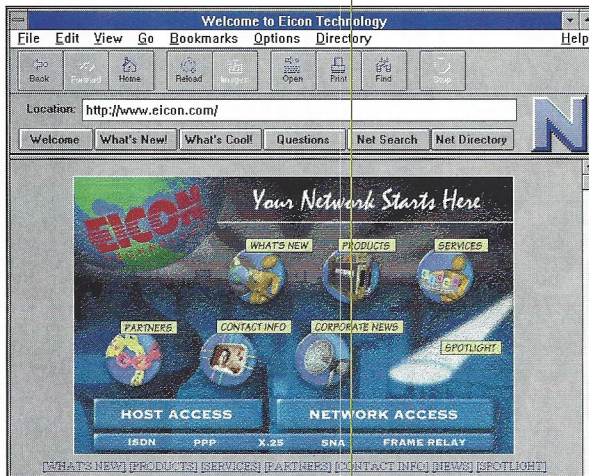 Welcome to Eicon Technology
File Edit View Go Bookmarks Options Directory Help
Back Forward Home Reload Images Open Print Find Stop
Location: http://www.eicon.com/
Welcome What's New! What's Cool! Questions Net Search Net Directory
N
EICON
Your Network Starts Here
WHAT'S NEW PRODUCTS SERVICES
PARTNERS CONTACT INFO CORPORATE NEWS
SPOTLIGHT
HOST ACCESS NETWORK ACCESS
ISDN PPP X.25 SNA FRAME RELAY
[WHAT'S NEW] [PRODUCTS] [SERVICES] [PARTNERS] [CONTACT INFO] [NEWS] [SPOTLIGHT]